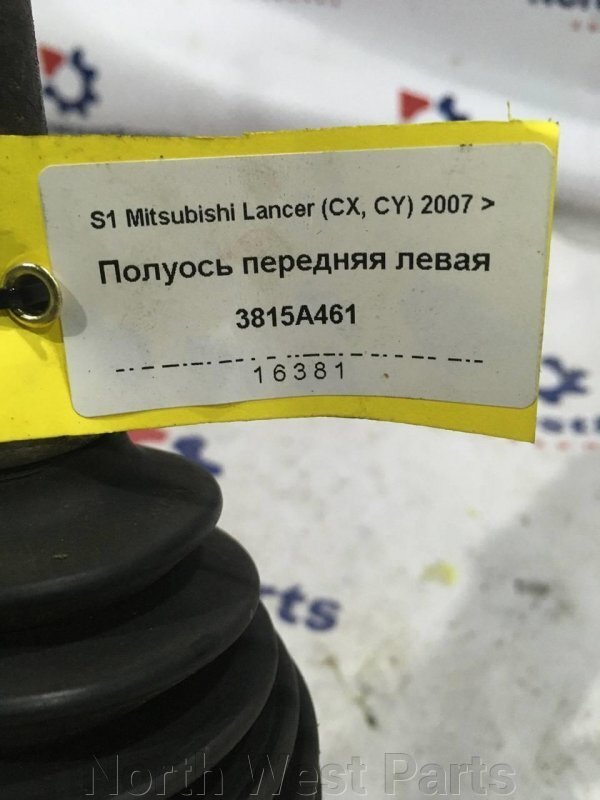 S1 Mitsubishi Lancer (CX, CY) 2007 >
Полуось передняя левая
3815A461
16381
North West Parts